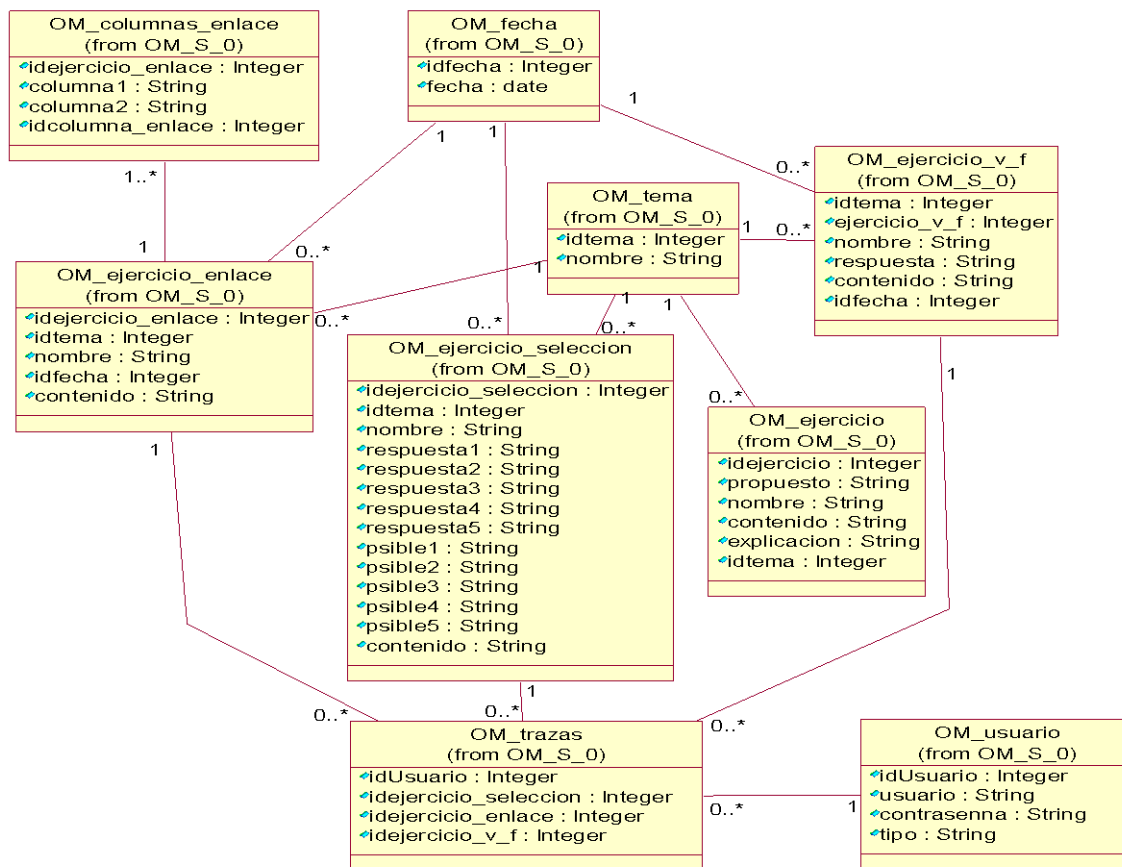 OM_columnas_enlace
(from OM_S_0)
idejercicio_enlace : Integer
columna1 : String
columna2 : String
idcolumna_enlace : Integer
OM_fecha
(from OM_S_0)
idfecha : Integer
fecha : date
1
1
1
1..*
0..*
OM_ejercicio_v_f
(from OM_S_0)
idtema : Integer
ejercicio_v_f : Integer
nombre : String
respuesta : String
contenido : String
idfecha : Integer
OM_tema
(from OM_S_0)
idtema : Integer
nombre : String
1
0..*
1
0..*
1
0..*
1
1
0..*
0..*
OM_ejercicio_enlace
(from OM_S_0)
idejercicio_enlace : Integer
idtema : Integer
nombre : String
idfecha : Integer
contenido : String
OM_ejercicio_seleccion
(from OM_S_0)
idejercicio_seleccion : Integer
idtema : Integer
nombre : String
respuesta1 : String
respuesta2 : String
respuesta3 : String
respuesta4 : String
respuesta5 : String
psible1 : String
psible2 : String
psible3 : String
psible4 : String
psible5 : String
contenido : String
1
0..*
OM_ejercicio
(from OM_S_0)
idejercicio : Integer
propuesto : String
nombre : String
contenido : String
explicacion : String
idtema : Integer
1
1
0..*
0..*
0..*
OM_trazas
(from OM_S_0)
idUsuario : Integer
idejercicio_seleccion : Integer
idejercicio_enlace : Integer
idejercicio_v_f : Integer
0..*
1
OM_usuario
(from OM_S_0)
idUsuario : Integer
usuario : String
contrasenna : String
tipo : String